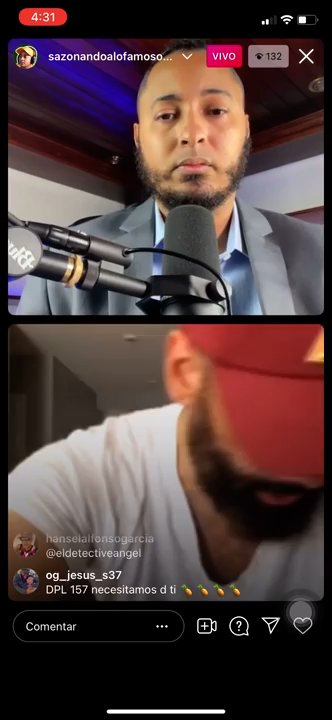 4:31
sazonandoalofamoso...
VIVO
132
hanselalfonsogarcia
@eldetectiveangel
og_jesus_s37
DPL 157 necesitamos d ti 🍍 🍍 🍍 🍍
Comentar